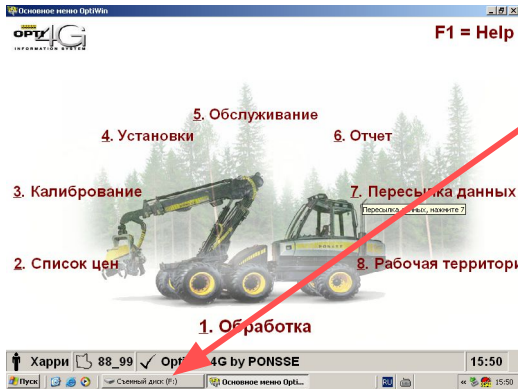 Основное меню OptiWin
OPTI 4G
INFORMATION SYSTEM
F1 = Help
5. Обслуживание
4. Установки
6. Отчет
3. Калибрование
7. Пересылка данных
Пересылка данных, нажмите 7
2. Список цен
8. Рабочая территори
1. Обработка
Харри 88_99 Opti 4G by PONSSE 15:50
Пуск Съемный диск (F:) Основное меню Opti... RU « 15:50